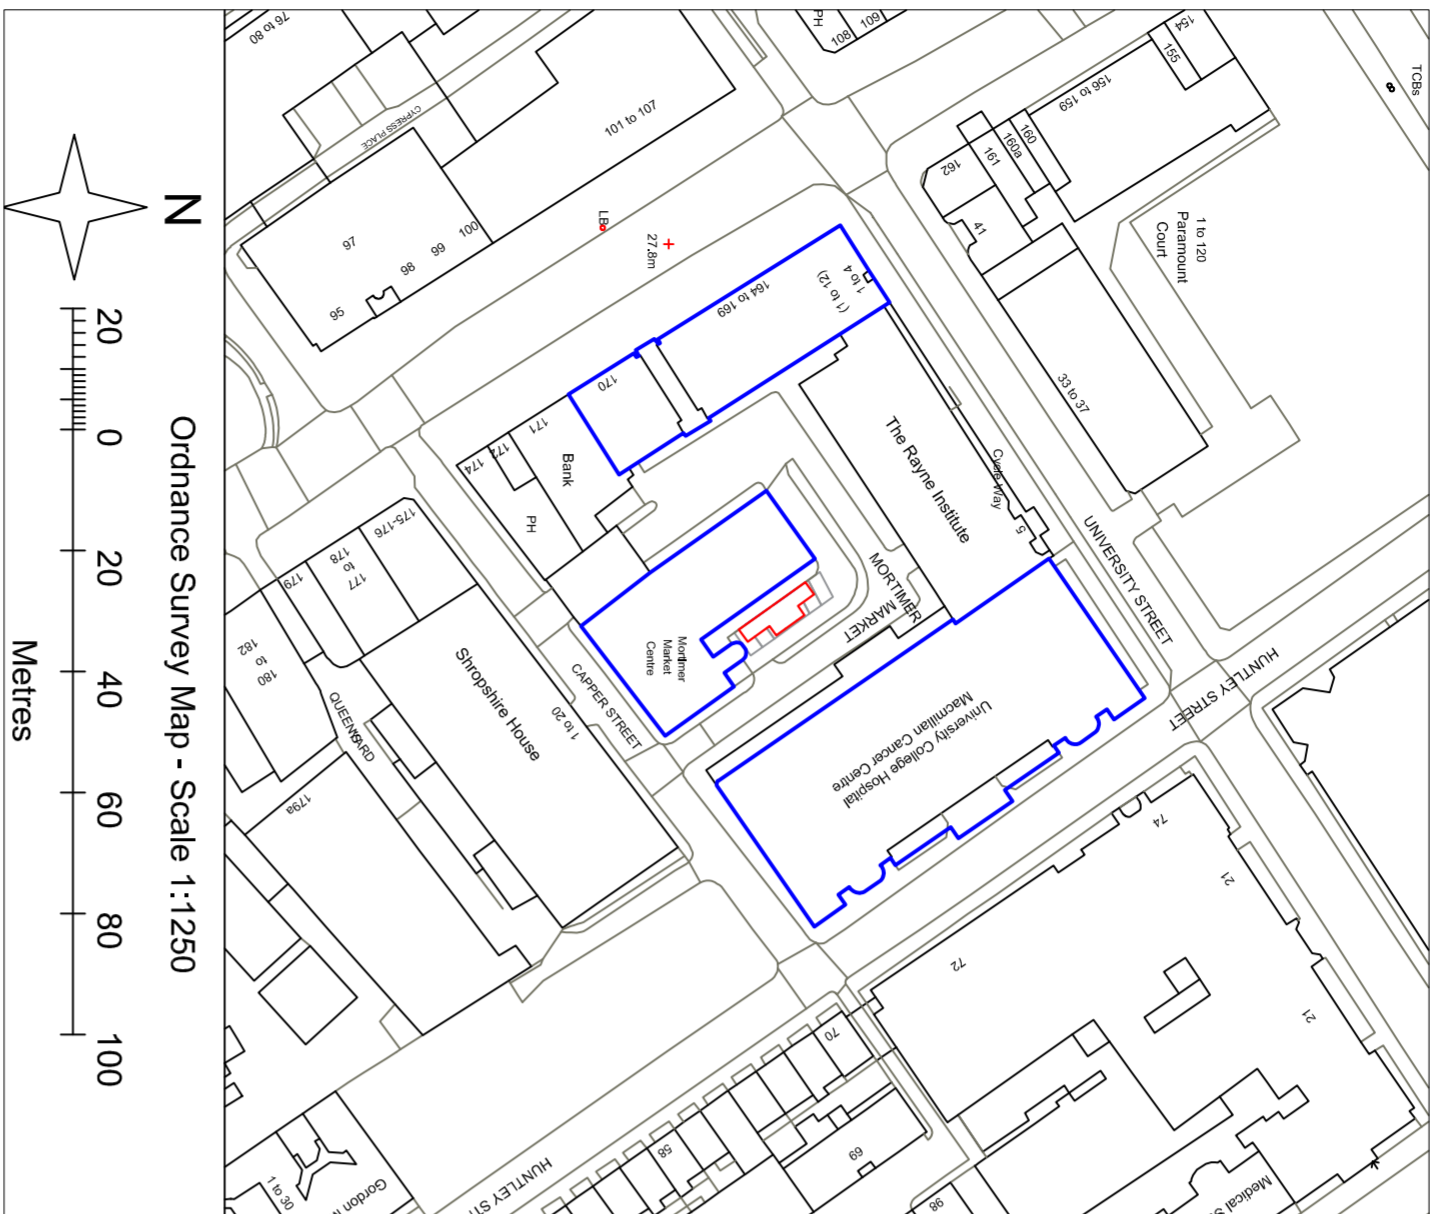 TCBs
154
155
156 to 159
160
160a
161
162
41
1 to 120
Paramount
Court
33 to 37
PH
108
109
76 to 80
CYPRESS PLACE
101 to 107
97
100
99
98
95
LB
27.8m
164 to 169
(1 to 12)
1 to 4
170
171
172
174
Bank
PH
The Rayne Institute
Cycle Way
5
UNIVERSITY STREET
MORTIMER
MARKET
Mortimer
Market
Centre
CAPPER STREET
University College Hospital
Macmillan Cancer Centre
HUNTLEY STREET
175-176
177
to
178
179
180
to
182
QUEEN'S
YARD
179a
Shropshire House
1 to 20
74
72
21
21
70
69
58
98
HUNTLEY ST
Gordon
1 to 30
Medical S
N
Ordnance Survey Map - Scale 1:1250
20
0
20
40
60
80
100
Metres